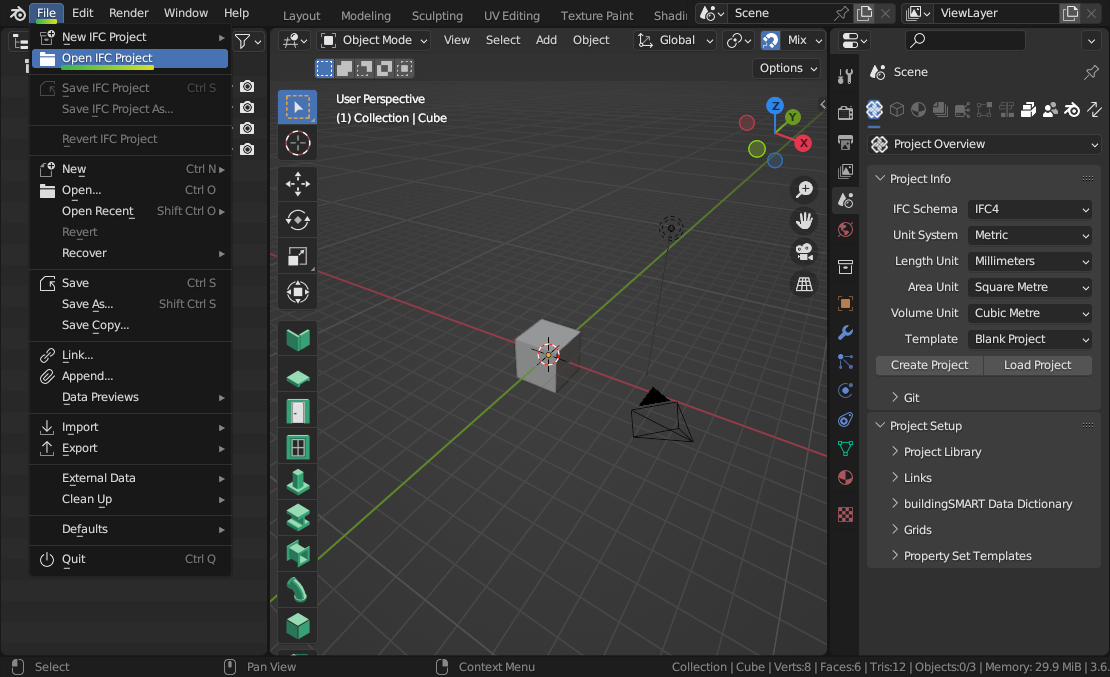 File Edit Render Window Help
Layout Modeling Sculpting UV Editing Texture Paint Shadi
Scene
ViewLayer
New IFC Project
Open IFC Project
Save IFC Project Ctrl S
Save IFC Project As...
Revert IFC Project
New Ctrl N
Open... Ctrl O
Open Recent Shift Ctrl O
Revert
Recover
Save Ctrl S
Save As... Shift Ctrl S
Save Copy...
Link...
Append...
Data Previews
Import
Export
External Data
Clean Up
Defaults
Quit Ctrl Q
Object Mode View Select Add Object Global Mix
Options
User Perspective
(1) Collection | Cube
Z
Y
X
Scene
Project Overview
Project Info
IFC Schema IFC4
Unit System Metric
Length Unit Millimeters
Area Unit Square Metre
Volume Unit Cubic Metre
Template Blank Project
Create Project Load Project
Git
Project Setup
Project Library
Links
buildingSMART Data Dictionary
Grids
Property Set Templates
Select Pan View Context Menu Collection | Cube | Verts:8 | Faces:6 | Tris:12 | Objects:0/3 | Memory: 29.9 MiB | 3.6.